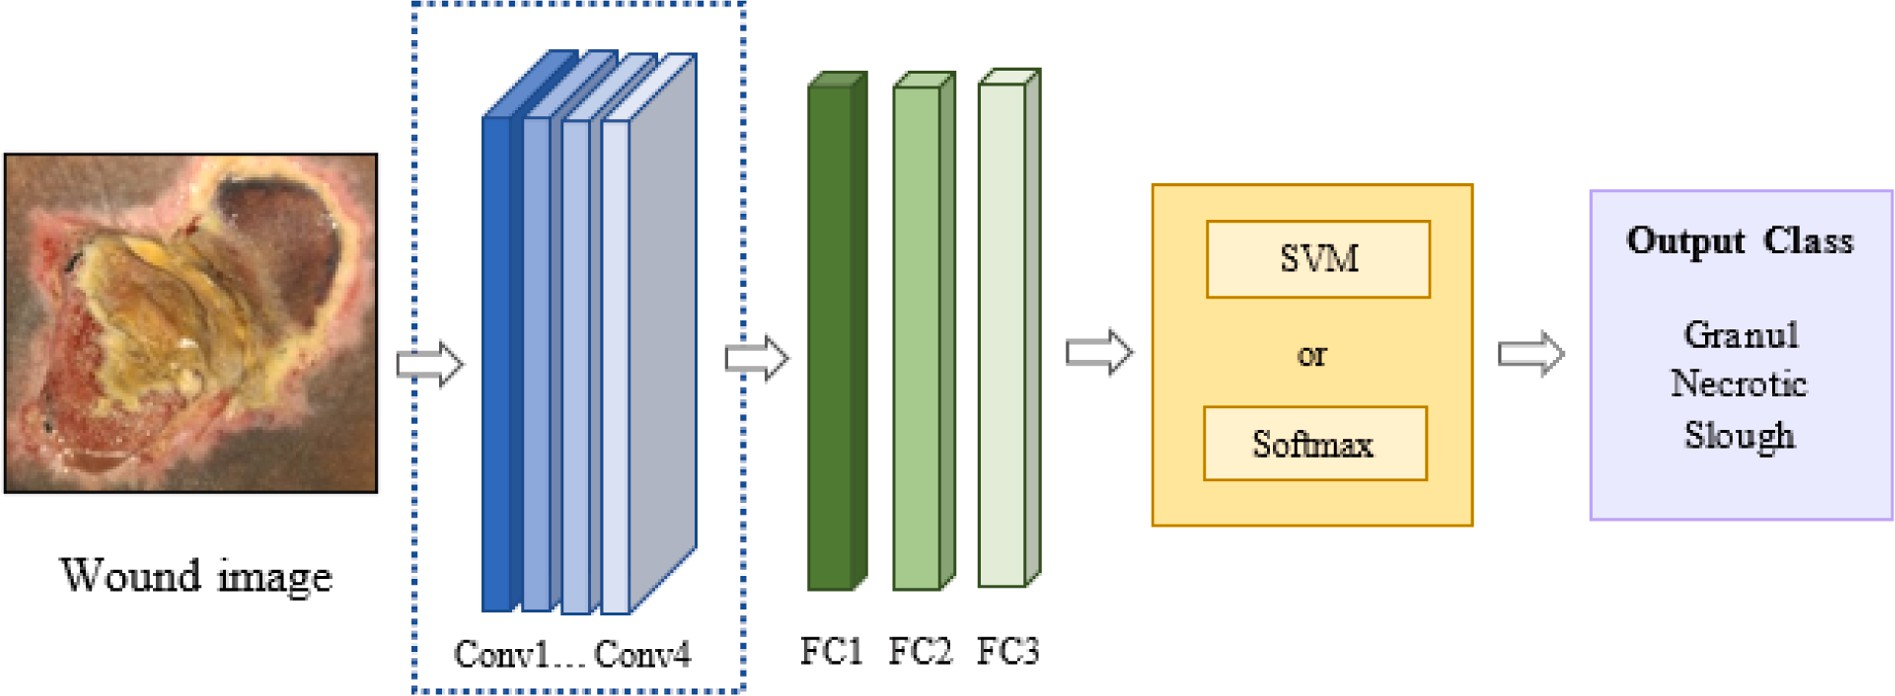 Wound image
Conv1... Conv4
FC1 FC2 FC3
SVM
or
Softmax
Output Class
Granul
Necrotic
Slough